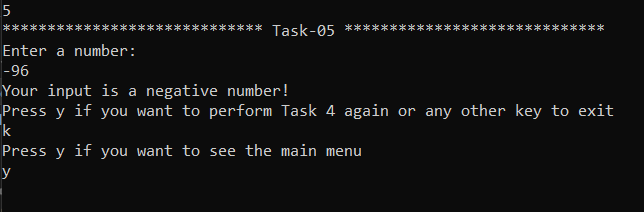 5
***************************** Task-05 *****************************
Enter a number:
-96
Your input is a negative number!
Press y if you want to perform Task 4 again or any other key to exit
k
Press y if you want to see the main menu
y